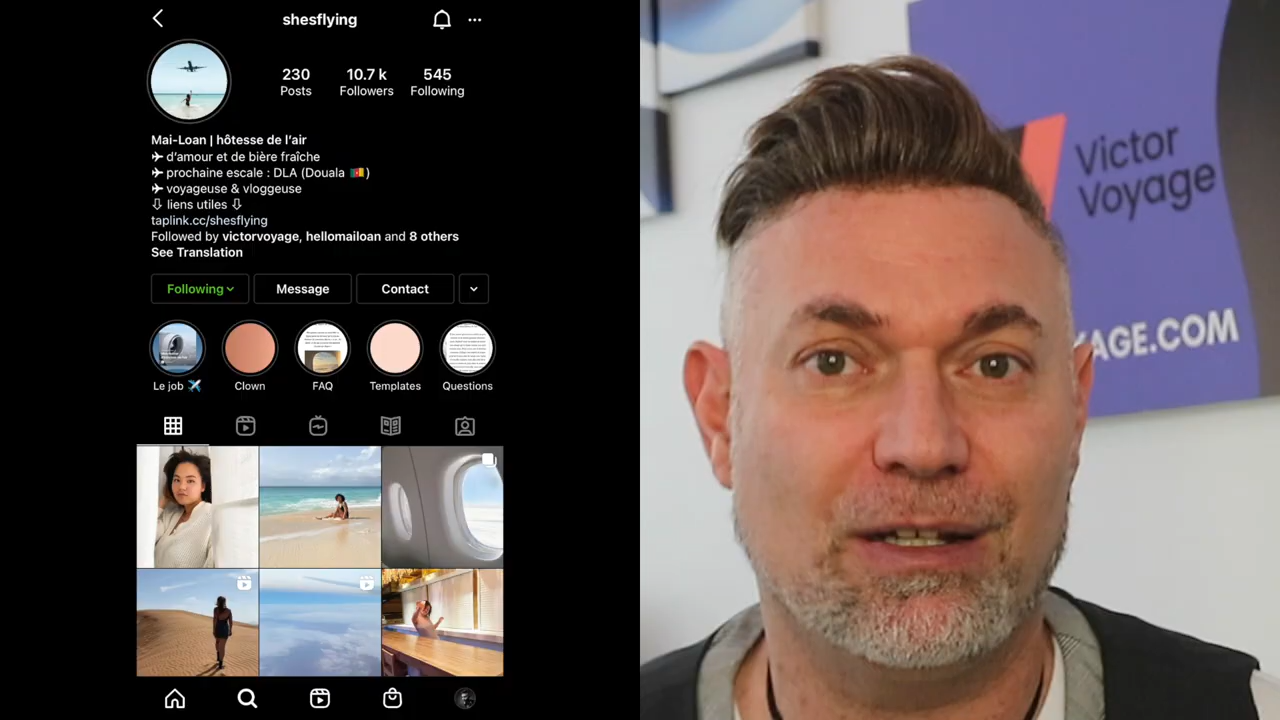 shesflying
230
10.7 k
545
Posts
Followers
Following
Mai-Loan | hôtesse de l'air
✈ d'amour et de bière fraîche
✈ prochaine escale : DLA (Douala 🇨🇲)
✈ voyageuse & vloggeuse
⇩ liens utiles ⇩
taplink.cc/shesflying
Followed by victorvoyage, hellomailoan and 8 others
See Translation
Following
Message
Contact
Le job ✈️
Clown
FAQ
Templates
Questions
Victor
Voyage
AGE.COM